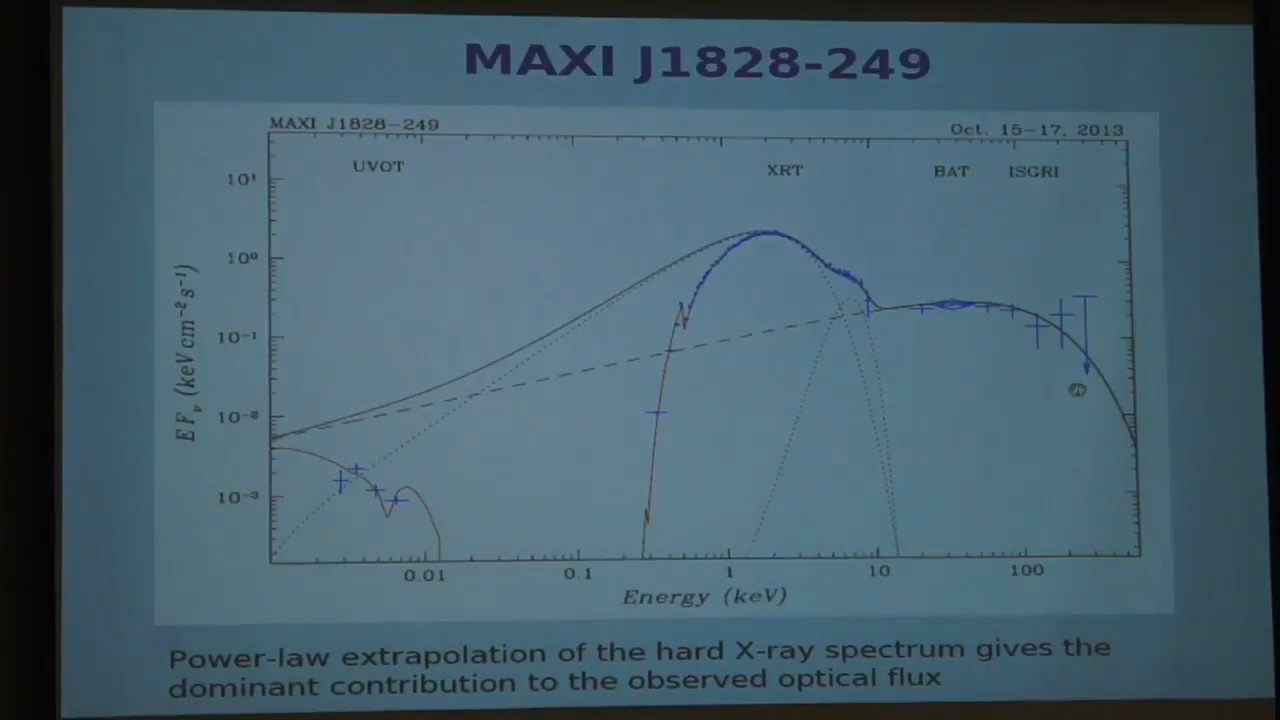 MAXI J1828-249
MAXI J1828−249 Oct. 15−17, 2013
UVOT XRT BAT ISGRI
10¹
10⁰
10⁻¹
10⁻²
10⁻³
EFᵥ (keV cm⁻² s⁻¹)
0.01 0.1 1 10 100
Energy (keV)
Power-law extrapolation of the hard X-ray spectrum gives the
dominant contribution to the observed optical flux